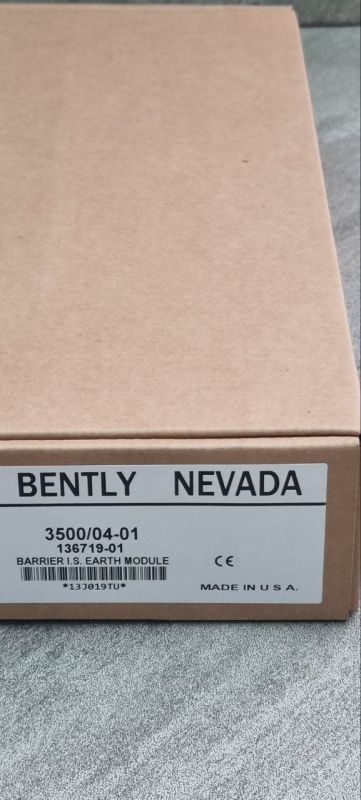 BENTLY NEVADA
3500/04-01
136719-01
BARRIER I.S. EARTH MODULE
*13J019TU*
CE
MADE IN U S A.